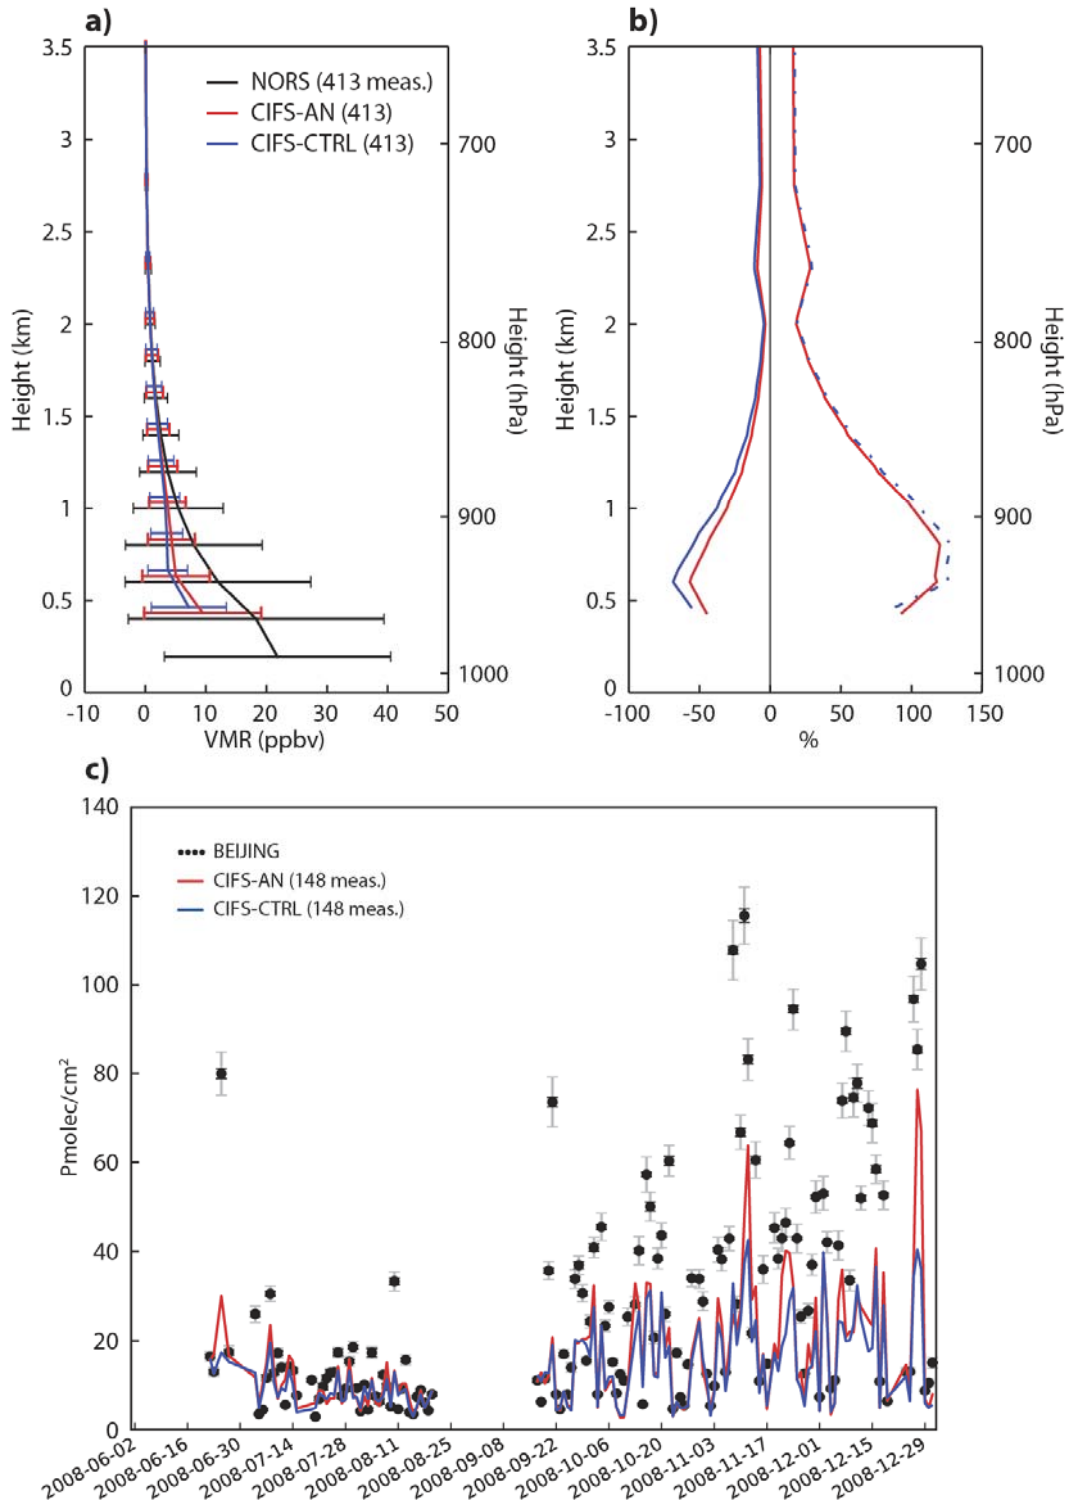 a)
3.5
3
2.5
2
1.5
1
0.5
0
Height (km)
NORS (413 meas.)
CIFS-AN (413)
CIFS-CTRL (413)
700
800
900
1000
Height (hPa)
-10 0 10 20 30 40 50
VMR (ppbv)
b)
3.5
3
2.5
2
1.5
1
0.5
0
Height (km)
700
800
900
1000
Height (hPa)
-100 -50 0 50 100 150
%
c)
140
120
100
80
60
40
20
0
Pmolec/cm²
BEIJING
CIFS-AN (148 meas.)
CIFS-CTRL (148 meas.)
2008-06-02
2008-06-16
2008-06-30
2008-07-14
2008-07-28
2008-08-11
2008-08-25
2008-09-08
2008-09-22
2008-10-06
2008-10-20
2008-11-03
2008-11-17
2008-12-01
2008-12-15
2008-12-29